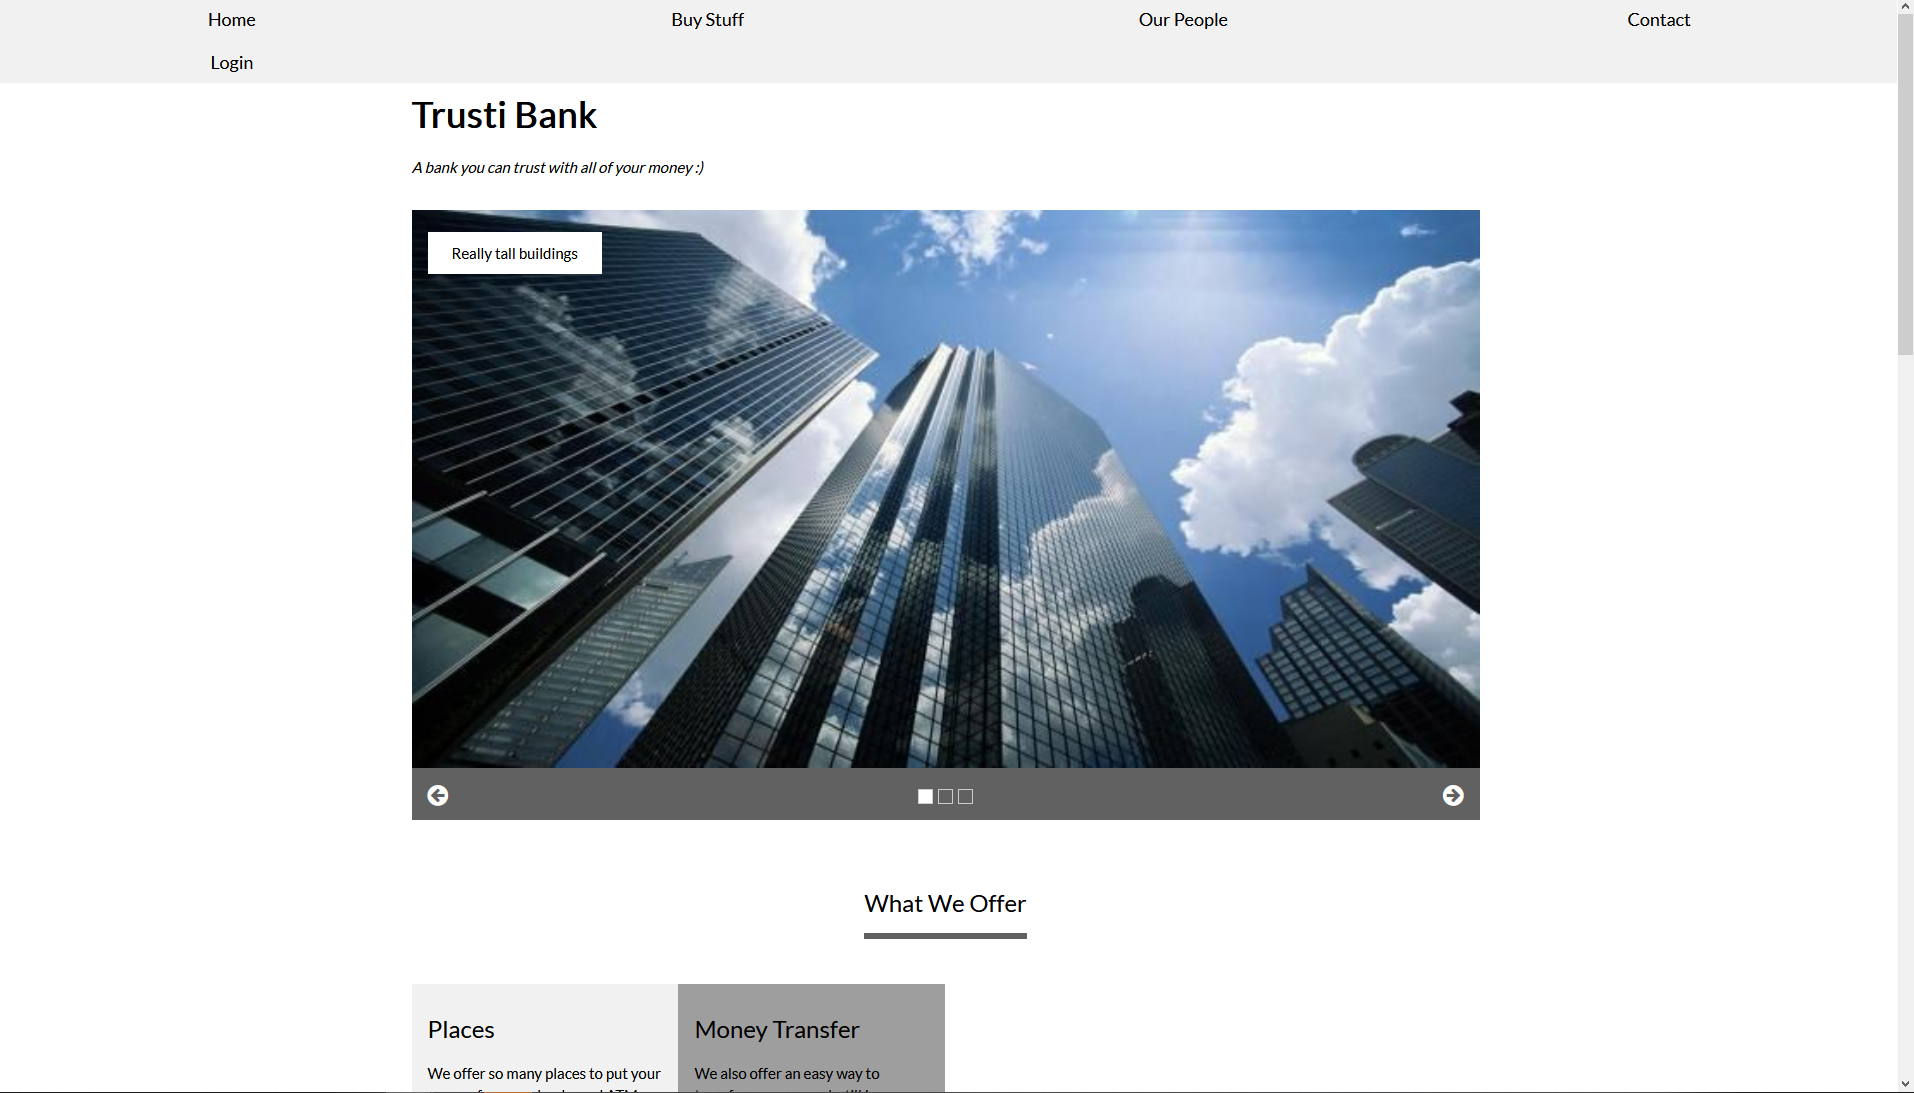 Home Buy Stuff Our People Contact
Login
Trusti Bank
A bank you can trust with all of your money :)
Really tall buildings
What We Offer
Places
We offer so many places to put your
Money Transfer
We also offer an easy way to